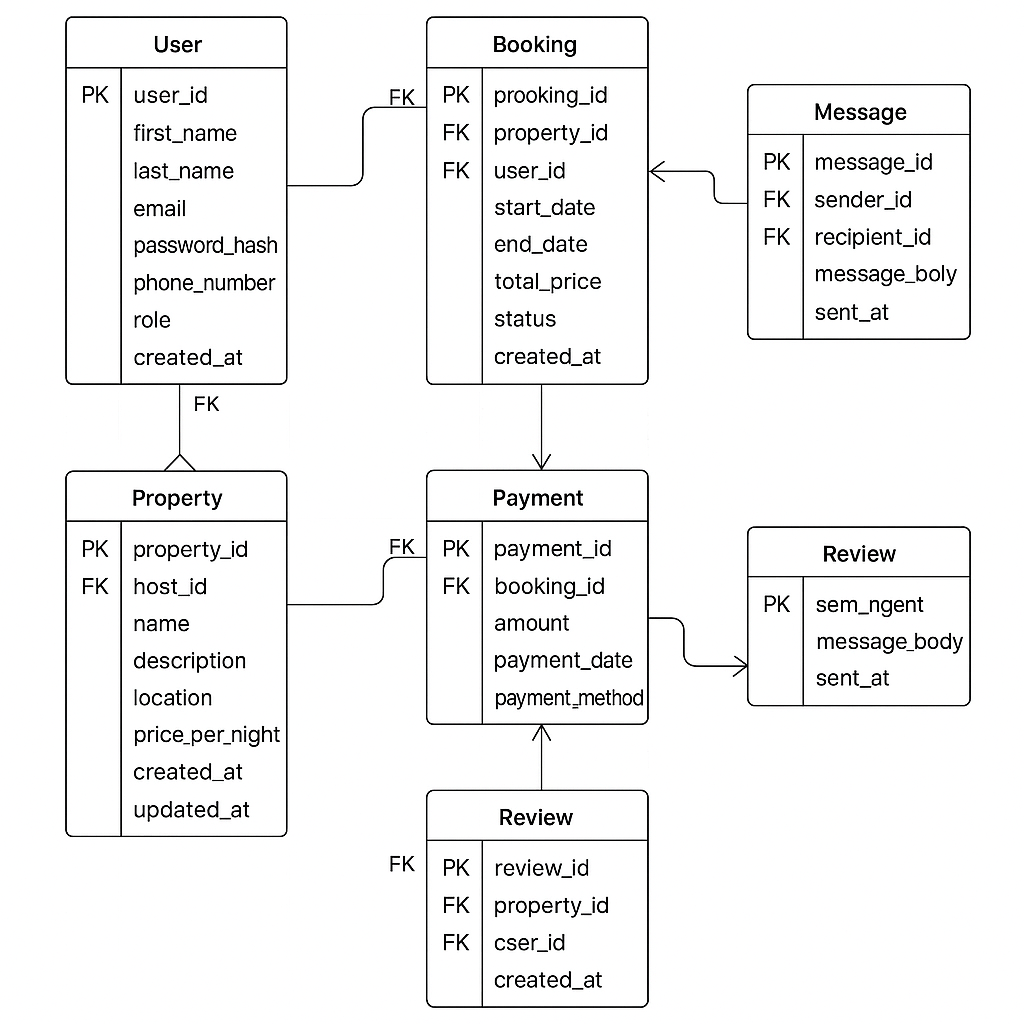 User
PK user_id
first_name
last_name
email
password_hash
phone_number
role
created_at
FK
FK
Booking
PK prooking_id
FK property_id
FK user_id
start_date
end_date
total_price
status
created_at
Message
PK message_id
FK sender_id
FK recipient_id
message_boly
sent_at
Property
PK property_id
FK host_id
name
description
location
price_per_night
created_at
updated_at
FK
Payment
PK payment_id
FK booking_id
amount
payment_date
payment_method
Review
PK sem_ngent
message_body
sent_at
Review
FK
PK review_id
FK property_id
FK cser_id
created_at